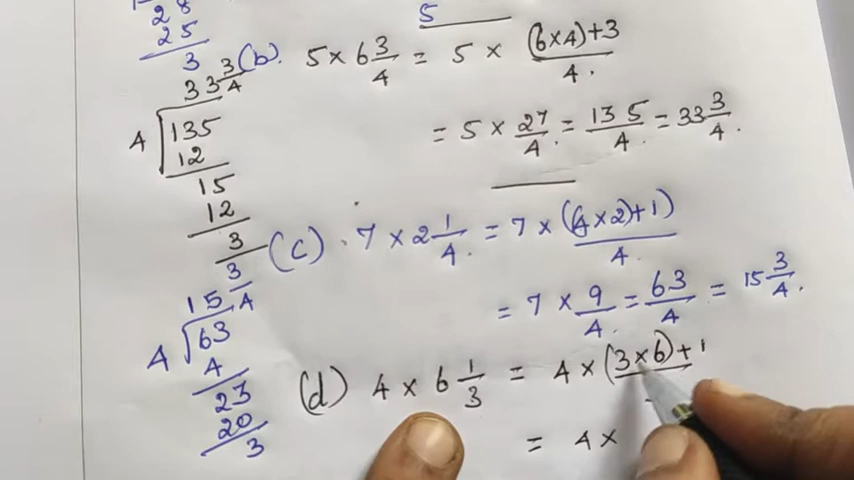 28
25
3
5
(b). 5 × 6 3/4 = 5 × (6×4)+3/4.
= 5 × 27/4. = 135/4. = 33 3/4.
33 3/4
4 135
12
15
12
3
(c) . 7 × 2 1/4. = 7 × (4×2)+1)/4.
= 7 × 9/4. = 63/4 = 15 3/4.
15 3/4
4 63
4
23
20
3
(d) 4 × 6 1/3 = 4 × (3×6)+1
= 4 ×